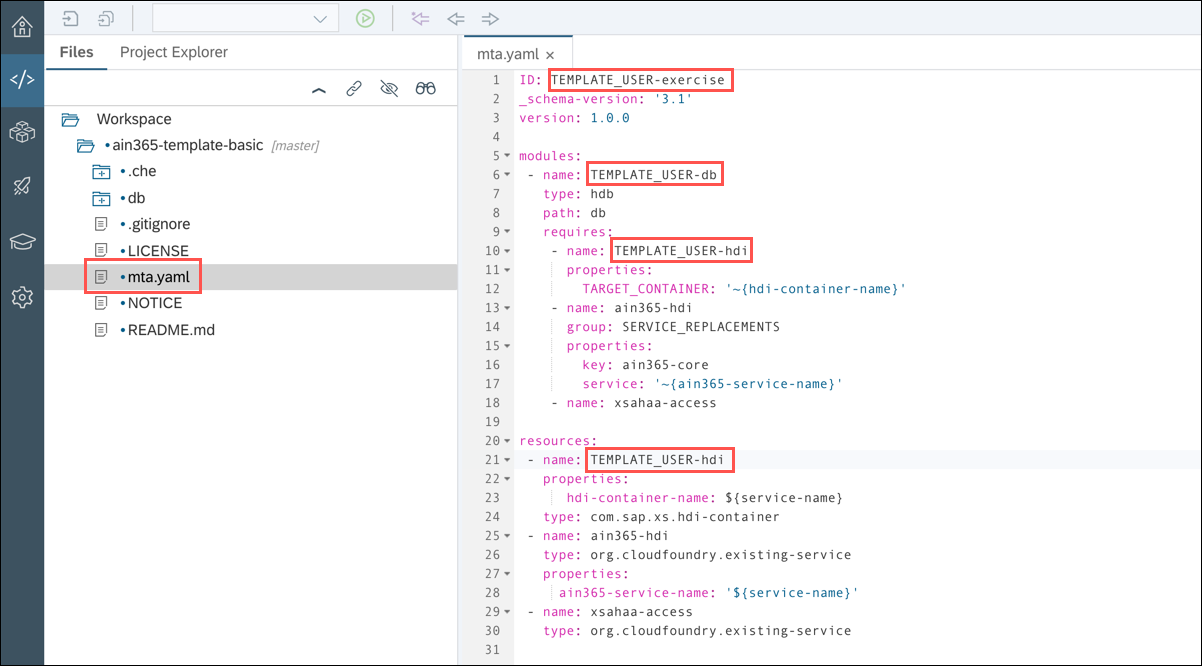 Files Project Explorer
Workspace
ain365-template-basic [master]
.che
db
.gitignore
LICENSE
mta.yaml
NOTICE
README.md
mta.yaml ×
1 ID: TEMPLATE_USER-exercise
2 _schema-version: '3.1'
3 version: 1.0.0
4
5 modules:
6 - name: TEMPLATE_USER-db
7 type: hdb
8 path: db
9 requires:
10 - name: TEMPLATE_USER-hdi
11 properties:
12 TARGET_CONTAINER: '~{hdi-container-name}'
13 - name: ain365-hdi
14 group: SERVICE_REPLACEMENTS
15 properties:
16 key: ain365-core
17 service: '~{ain365-service-name}'
18 - name: xsahaa-access
19
20 resources:
21 - name: TEMPLATE_USER-hdi
22 properties:
23 hdi-container-name: ${service-name}
24 type: com.sap.xs.hdi-container
25 - name: ain365-hdi
26 type: org.cloudfoundry.existing-service
27 properties:
28 ain365-service-name: '${service-name}'
29 - name: xsahaa-access
30 type: org.cloudfoundry.existing-service
31